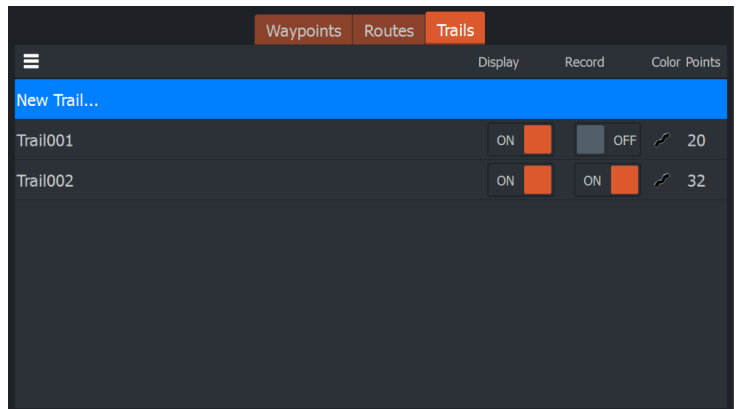 Waypoints Routes Trails
Display Record Color Points
New Trail...
Trail001 ON OFF 20
Trail002 ON ON 32